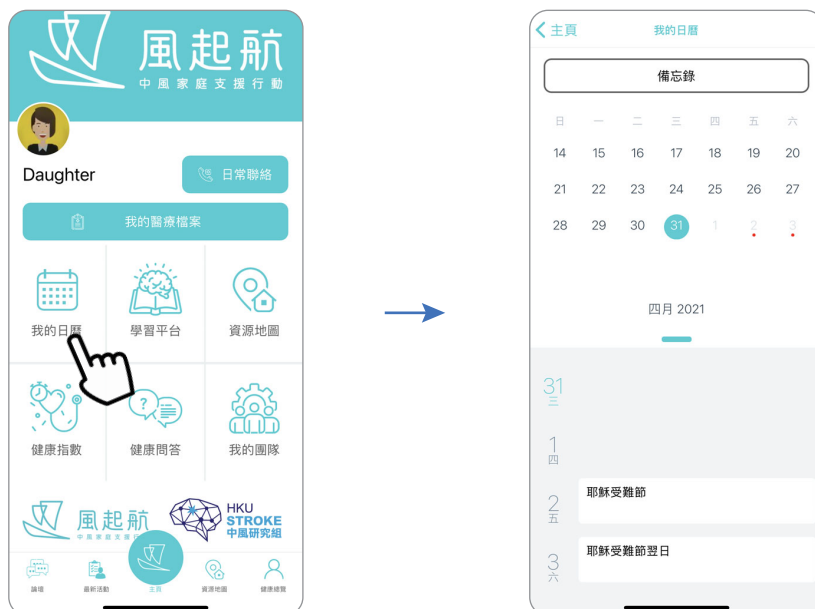 風起航
中風家庭支援行動
Daughter
日常聯絡
我的醫療檔案
我的日曆
學習平台
資源地圖
?
健康指數
健康問答
我的團隊
風起航
HKU
STROKE
中風研究組
論壇
最新活動
主頁
資源地圖
健康總覽
主頁
我的日曆
備忘錄
日 一 二 三 四 五 六
14 15 16 17 18 19 20
21 22 23 24 25 26 27
28 29 30 31 1 2 3
四月 2021
31
三
1
四
2
五
耶穌受難節
3
六
耶穌受難節翌日